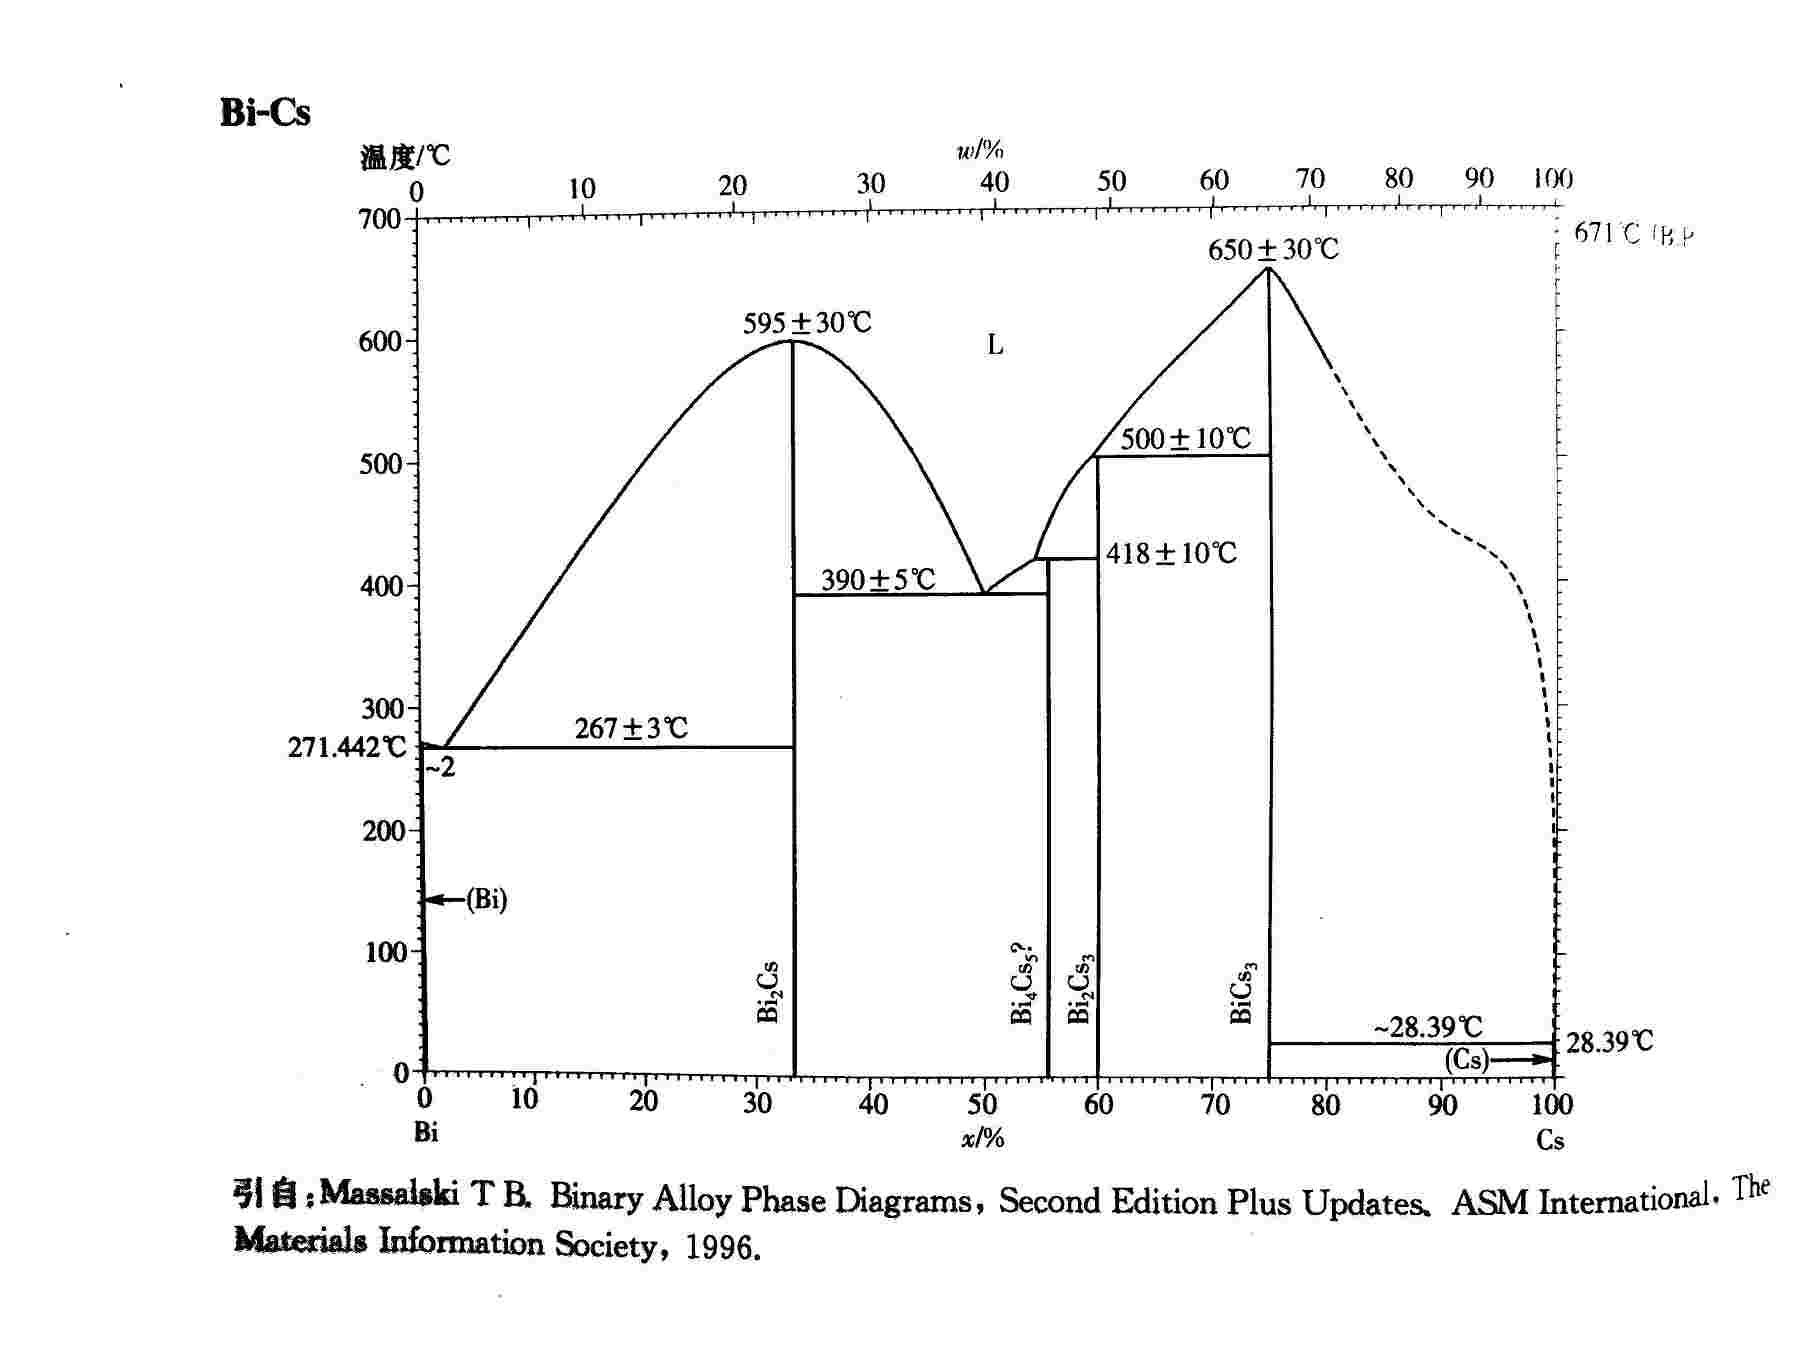 Bi-Cs
温度/℃
w/%
0 10 20 30 40 50 60 70 80 90 100
700
671℃
650±30℃
595±30℃
L
600
500±10℃
500
418±10℃
390±5℃
400
300
267±3℃
271.442℃
~2
200
(Bi)
100
Bi₂Cs
Bi₄Cs₅?
Bi₂Cs₃
BiCs₃
~28.39℃
28.39℃
(Cs)
0
0 10 20 30 40 50 60 70 80 90 100
Bi x/% Cs
引自:Massalski T B. Binary Alloy Phase Diagrams, Second Edition Plus Updates. ASM International. The
Materials Information Society, 1996.